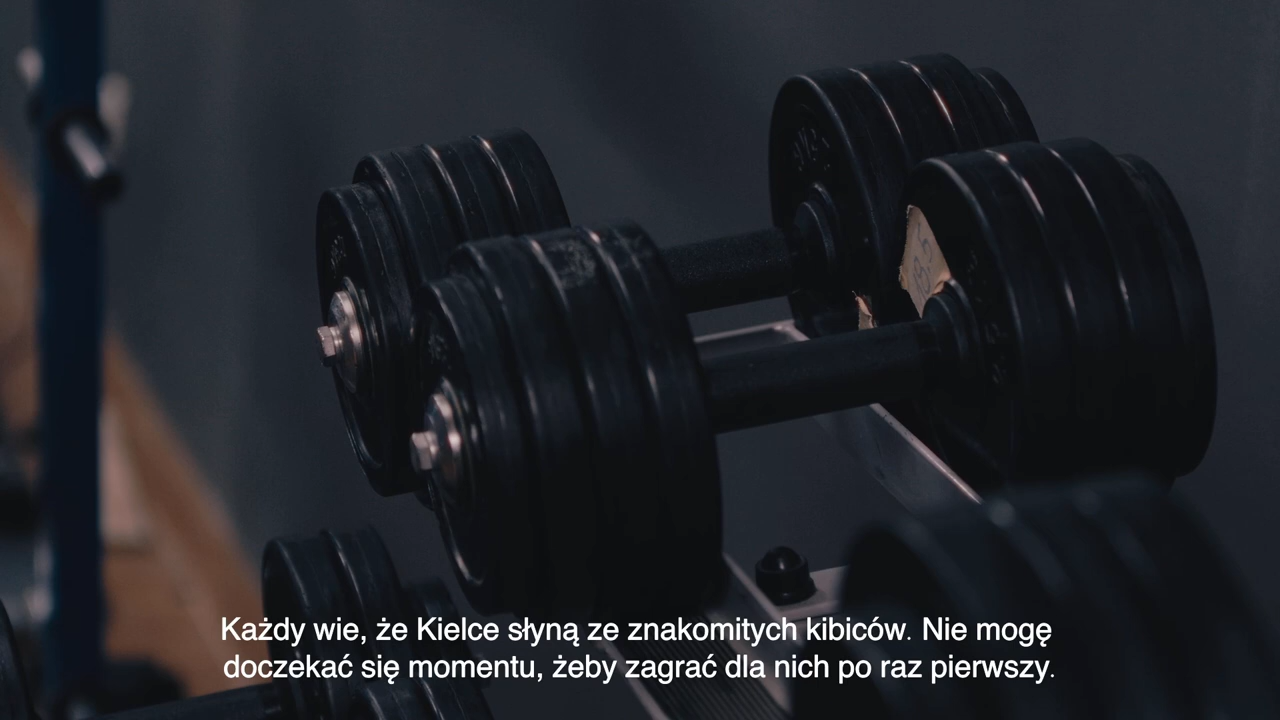 Każdy wie, że Kielce słyną ze znakomitych kibiców. Nie mogę
doczekać się momentu, żeby zagrać dla nich po raz pierwszy.